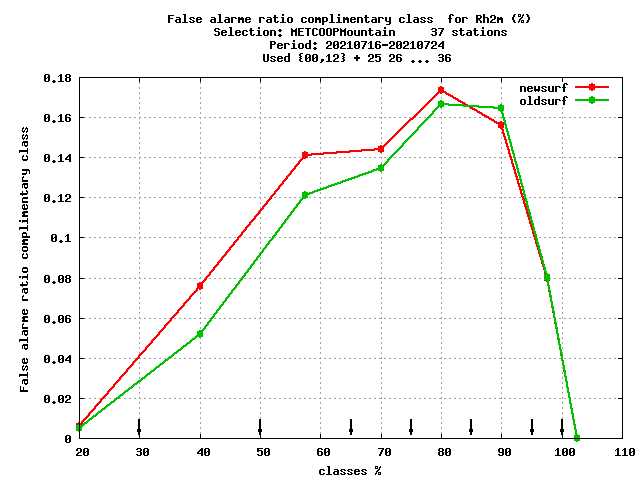 False alarme ratio complimentary class  for Rh2m (%)
Selection: METCOOPMountain     37 stations
Period: 20210716-20210724
Used {00,12} + 25 26 ... 36
newsurf
oldsurf
False alarme ratio complimentary class
0.18
0.16
0.14
0.12
0.1
0.08
0.06
0.04
0.02
0
20 30 40 50 60 70 80 90 100 110
classes %